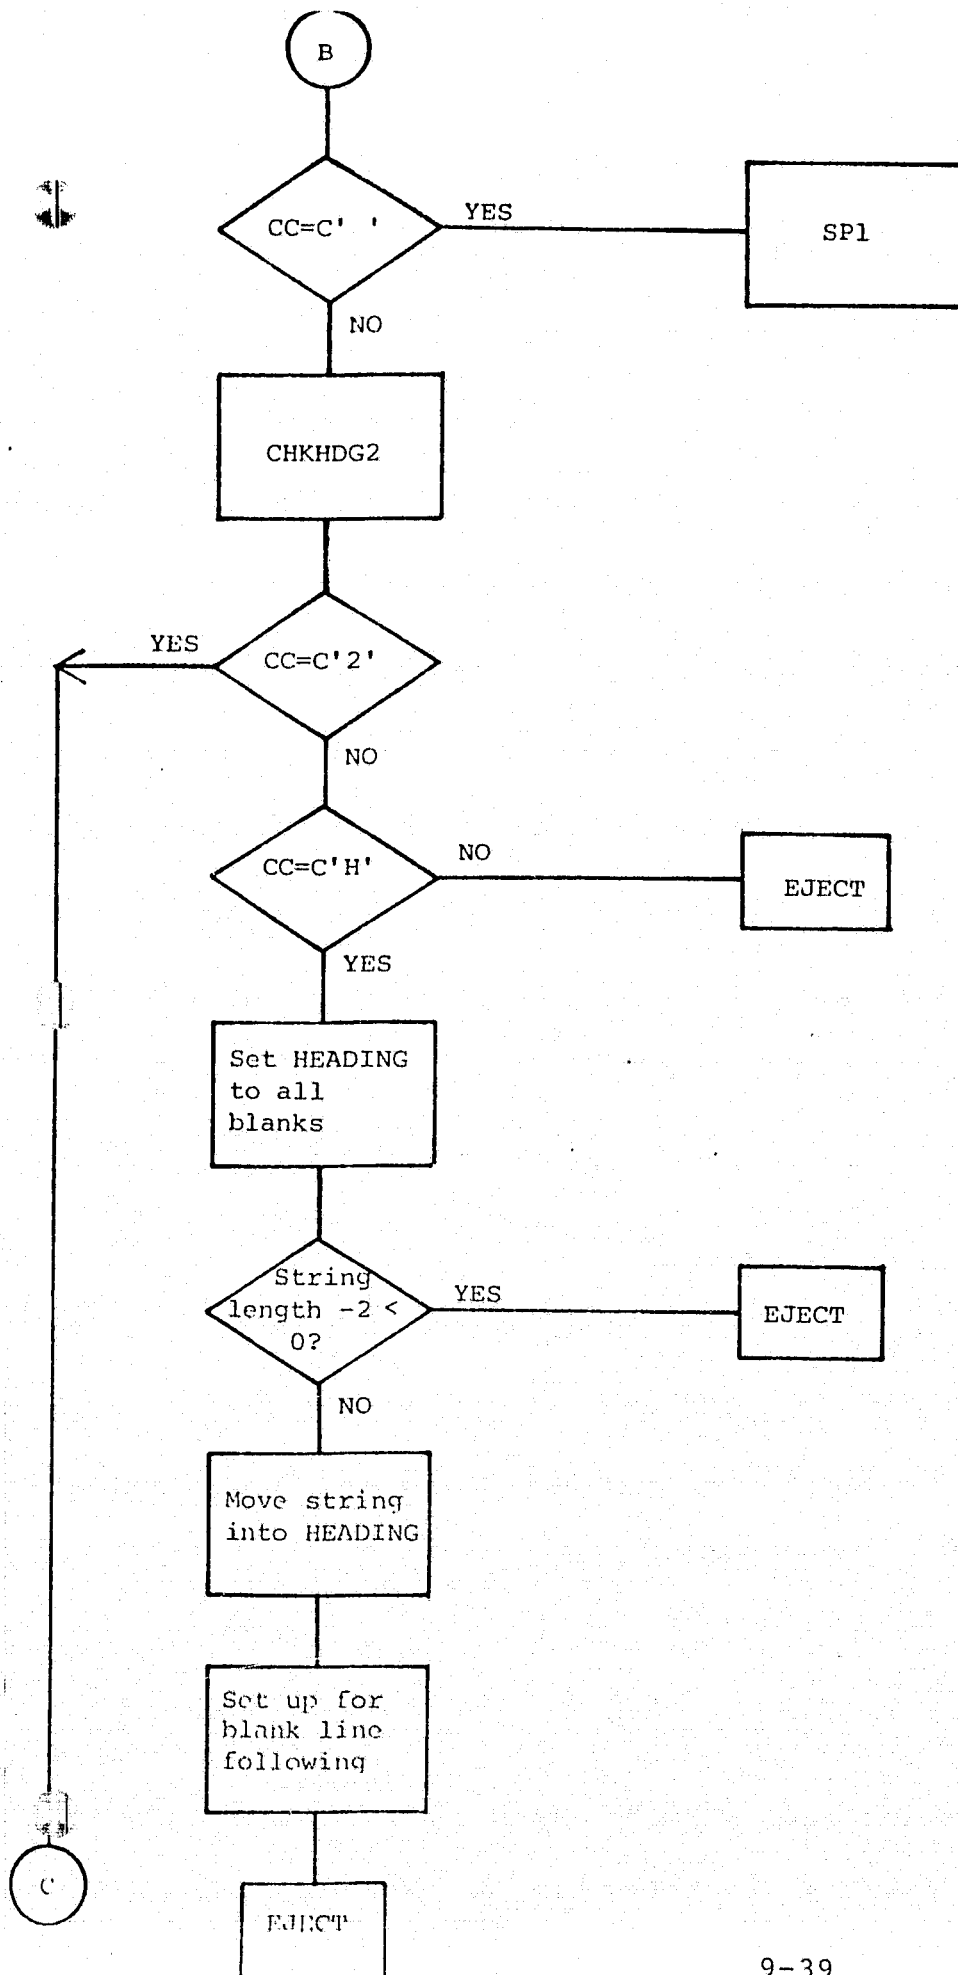 B
CC=C' '
YES
SP1
NO
CHKHDG2
YES
CC=C'2'
NO
CC=C'H'
NO
EJECT
YES
Set HEADING
to all
blanks
String
length -2 <
0?
YES
EJECT
NO
Move string
into HEADING
Set up for
blank line
following
C
EJECT
9-39